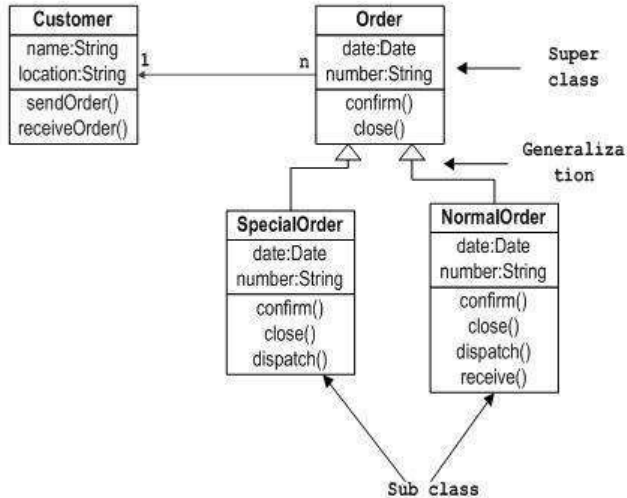 Customer
name:String
location:String
sendOrder()
receiveOrder()
1
n
Order
date:Date
number:String
confirm()
close()
Super
class
Generaliza
tion
SpecialOrder
date:Date
number:String
confirm()
close()
dispatch()
NormalOrder
date:Date
number:String
confirm()
close()
dispatch()
receive()
Sub class